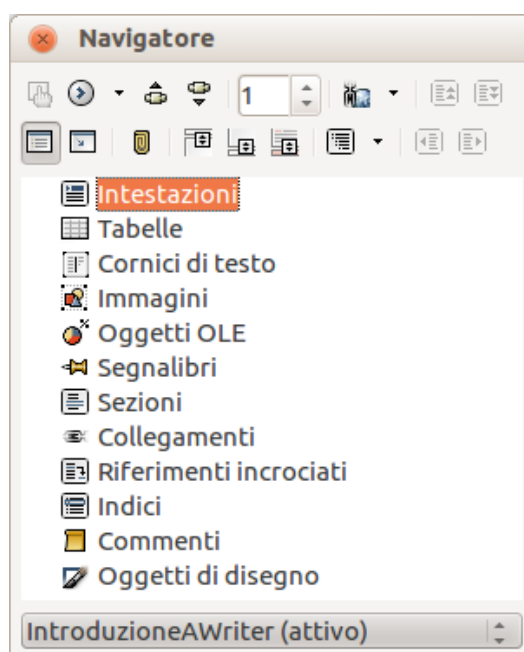 Navigatore
1
Intestazioni
Tabelle
Cornici di testo
Immagini
Oggetti OLE
Segnalibri
Sezioni
Collegamenti
Riferimenti incrociati
Indici
Commenti
Oggetti di disegno
IntroduzioneAWriter (attivo)